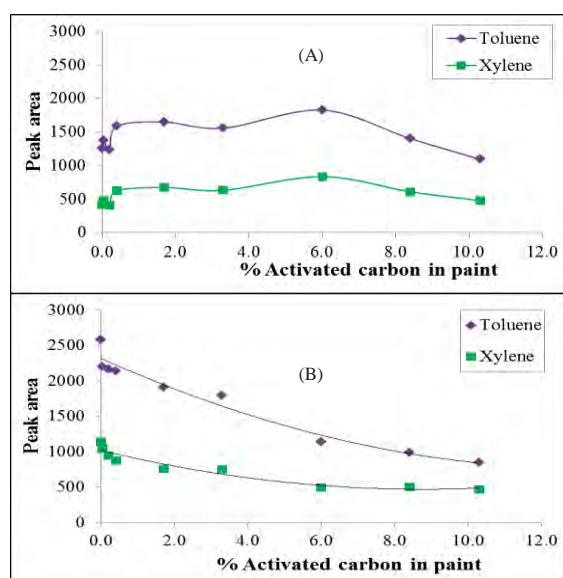 3000
2500
2000
1500
1000
500
0
Peak area
(A)
Toluene
Xylene
0.0 2.0 4.0 6.0 8.0 10.0 12.0
% Activated carbon in paint
3000
2500
2000
1500
1000
500
0
Peak area
(B)
Toluene
Xylene
0.0 2.0 4.0 6.0 8.0 10.0 12.0
% Activated carbon in paint